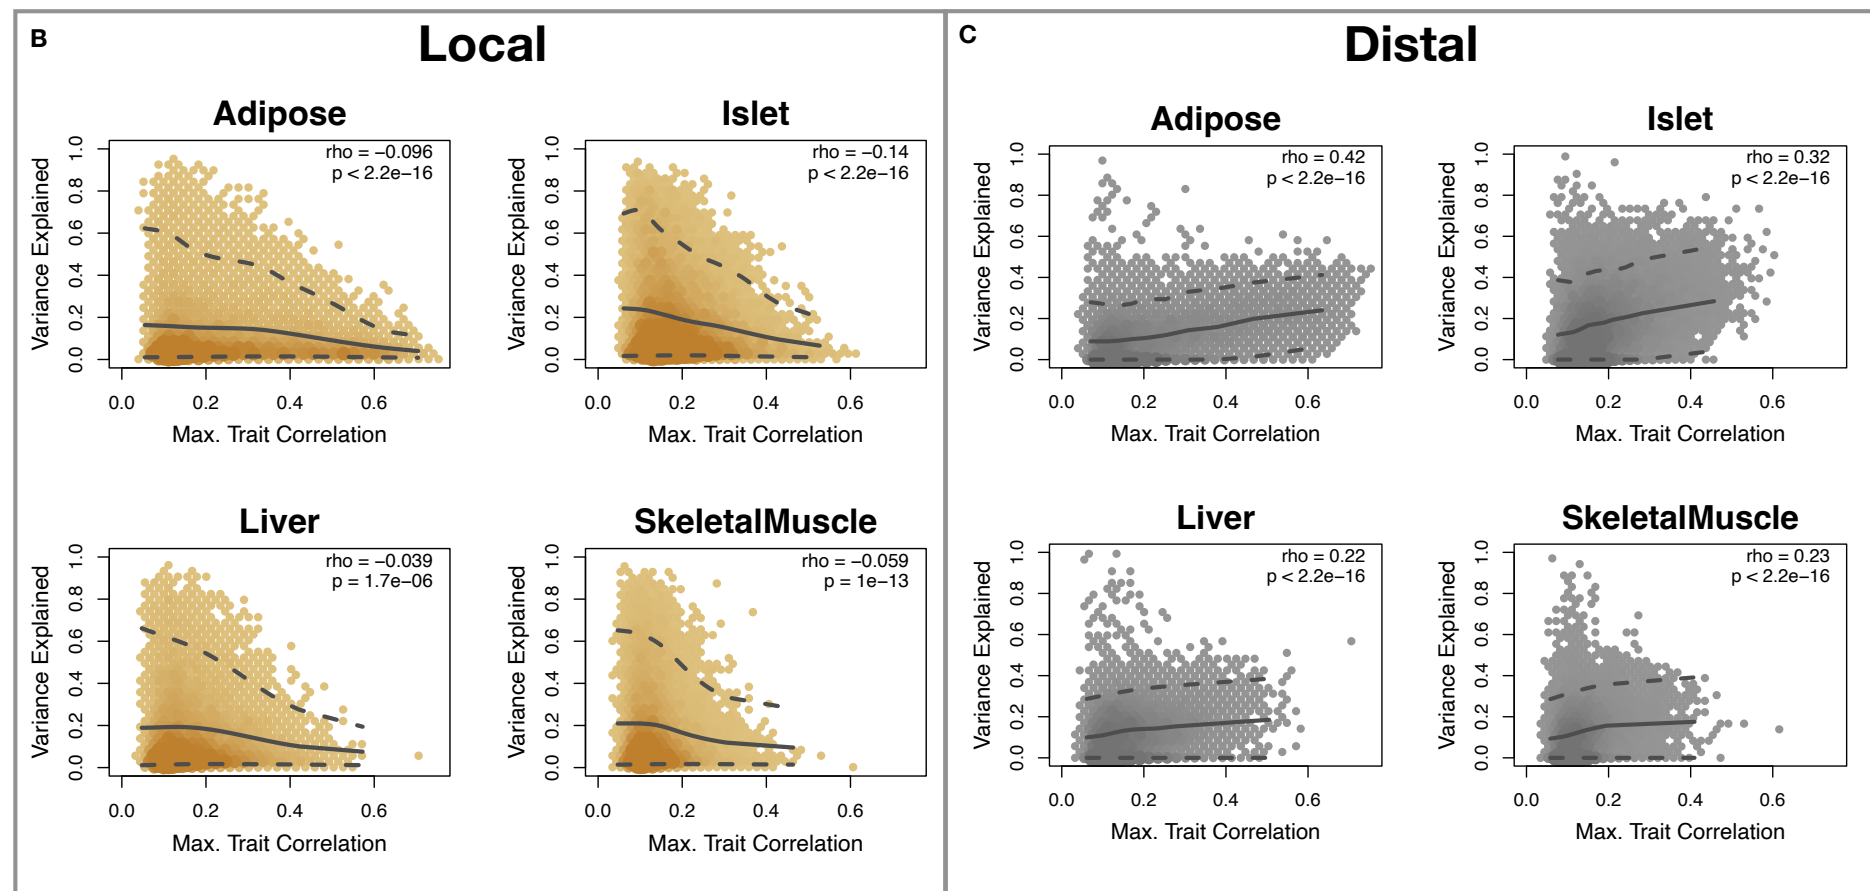 B
Local
Adipose
rho = −0.096
p < 2.2e−16
Variance Explained
0.0 0.2 0.4 0.6 0.8 1.0
0.0 0.2 0.4 0.6
Max. Trait Correlation
Islet
rho = −0.14
p < 2.2e−16
Variance Explained
0.0 0.2 0.4 0.6 0.8 1.0
0.0 0.2 0.4 0.6
Max. Trait Correlation
Liver
rho = −0.039
p = 1.7e−06
Variance Explained
0.0 0.2 0.4 0.6 0.8 1.0
0.0 0.2 0.4 0.6
Max. Trait Correlation
SkeletalMuscle
rho = −0.059
p = 1e−13
Variance Explained
0.0 0.2 0.4 0.6 0.8 1.0
0.0 0.2 0.4 0.6
Max. Trait Correlation
C
Distal
Adipose
rho = 0.42
p < 2.2e−16
Variance Explained
0.0 0.2 0.4 0.6 0.8 1.0
0.0 0.2 0.4 0.6
Max. Trait Correlation
Islet
rho = 0.32
p < 2.2e−16
Variance Explained
0.0 0.2 0.4 0.6 0.8 1.0
0.0 0.2 0.4 0.6
Max. Trait Correlation
Liver
rho = 0.22
p < 2.2e−16
Variance Explained
0.0 0.2 0.4 0.6 0.8 1.0
0.0 0.2 0.4 0.6
Max. Trait Correlation
SkeletalMuscle
rho = 0.23
p < 2.2e−16
Variance Explained
0.0 0.2 0.4 0.6 0.8 1.0
0.0 0.2 0.4 0.6
Max. Trait Correlation